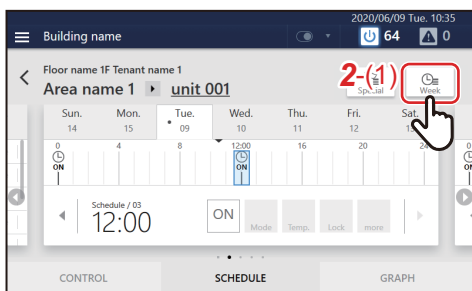 2020/06/09 Tue. 10:35
Building name
64
0
Floor name 1F Tenant name 1
Area name 1 unit 001
2-(1)
Special
Week
Sun. Mon. Tue. Wed. Thu. Fri. Sat.
14 15 09 10 11 12
0 4 8 12:00 16 20 24 0
ON ON ON
Schedule / 03
12:00
ON Mode Temp. Lock more
CONTROL SCHEDULE GRAPH